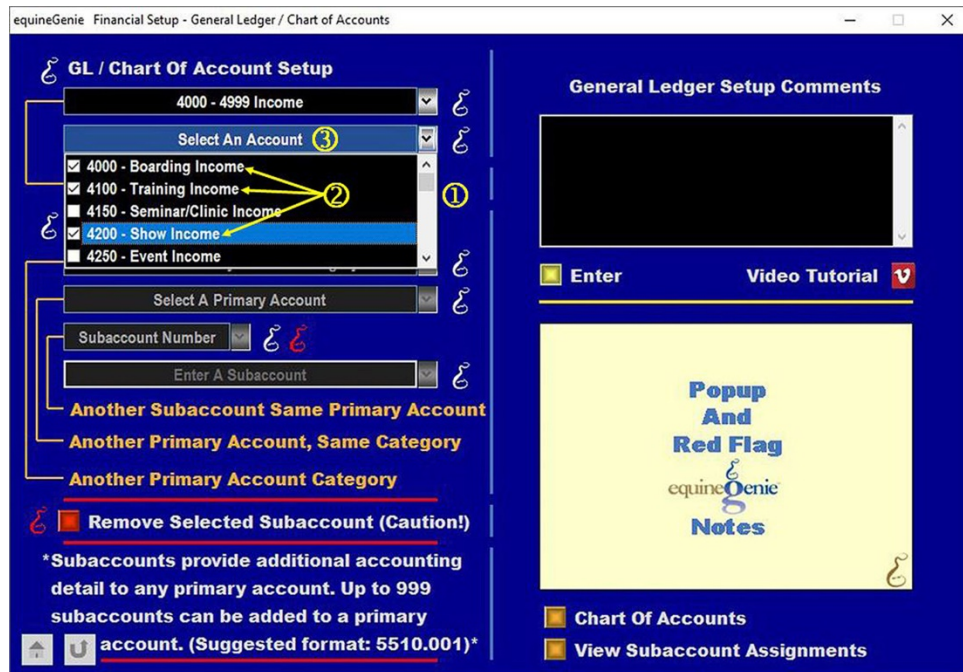 equineGenie Financial Setup - General Ledger / Chart of Accounts
GL / Chart Of Account Setup
4000 - 4999 Income
Select An Account ③
4000 - Boarding Income
4100 - Training Income
②
①
4150 - Seminar/Clinic Income
4200 - Show Income
4250 - Event Income
Select A Primary Account
Subaccount Number
Enter A Subaccount
Another Subaccount Same Primary Account
Another Primary Account, Same Category
Another Primary Account Category
Remove Selected Subaccount (Caution!)
*Subaccounts provide additional accounting
detail to any primary account. Up to 999
subaccounts can be added to a primary
account. (Suggested format: 5510.001)*
General Ledger Setup Comments
Enter
Video Tutorial
Popup
And
Red Flag
equineGenie
Notes
Chart Of Accounts
View Subaccount Assignments